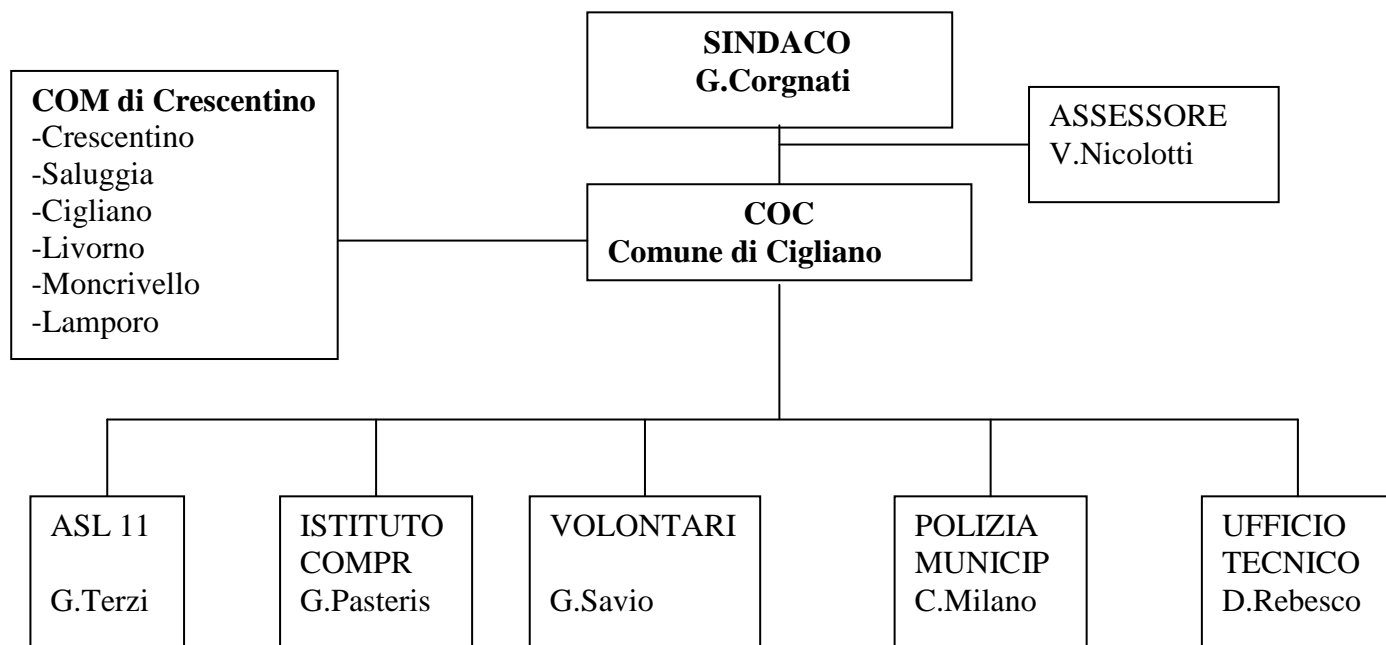 SINDACO
G.Corgnati
COM di Crescentino
-Crescentino
-Saluggia
-Cigliano
-Livorno
-Moncrivello
-Lamporo
ASSESSORE
V.Nicolotti
COC
Comune di Cigliano
ASL 11
G.Terzi
ISTITUTO
COMPR
G.Pasteris
VOLONTARI
G.Savio
POLIZIA
MUNICIP
C.Milano
UFFICIO
TECNICO
D.Rebesco